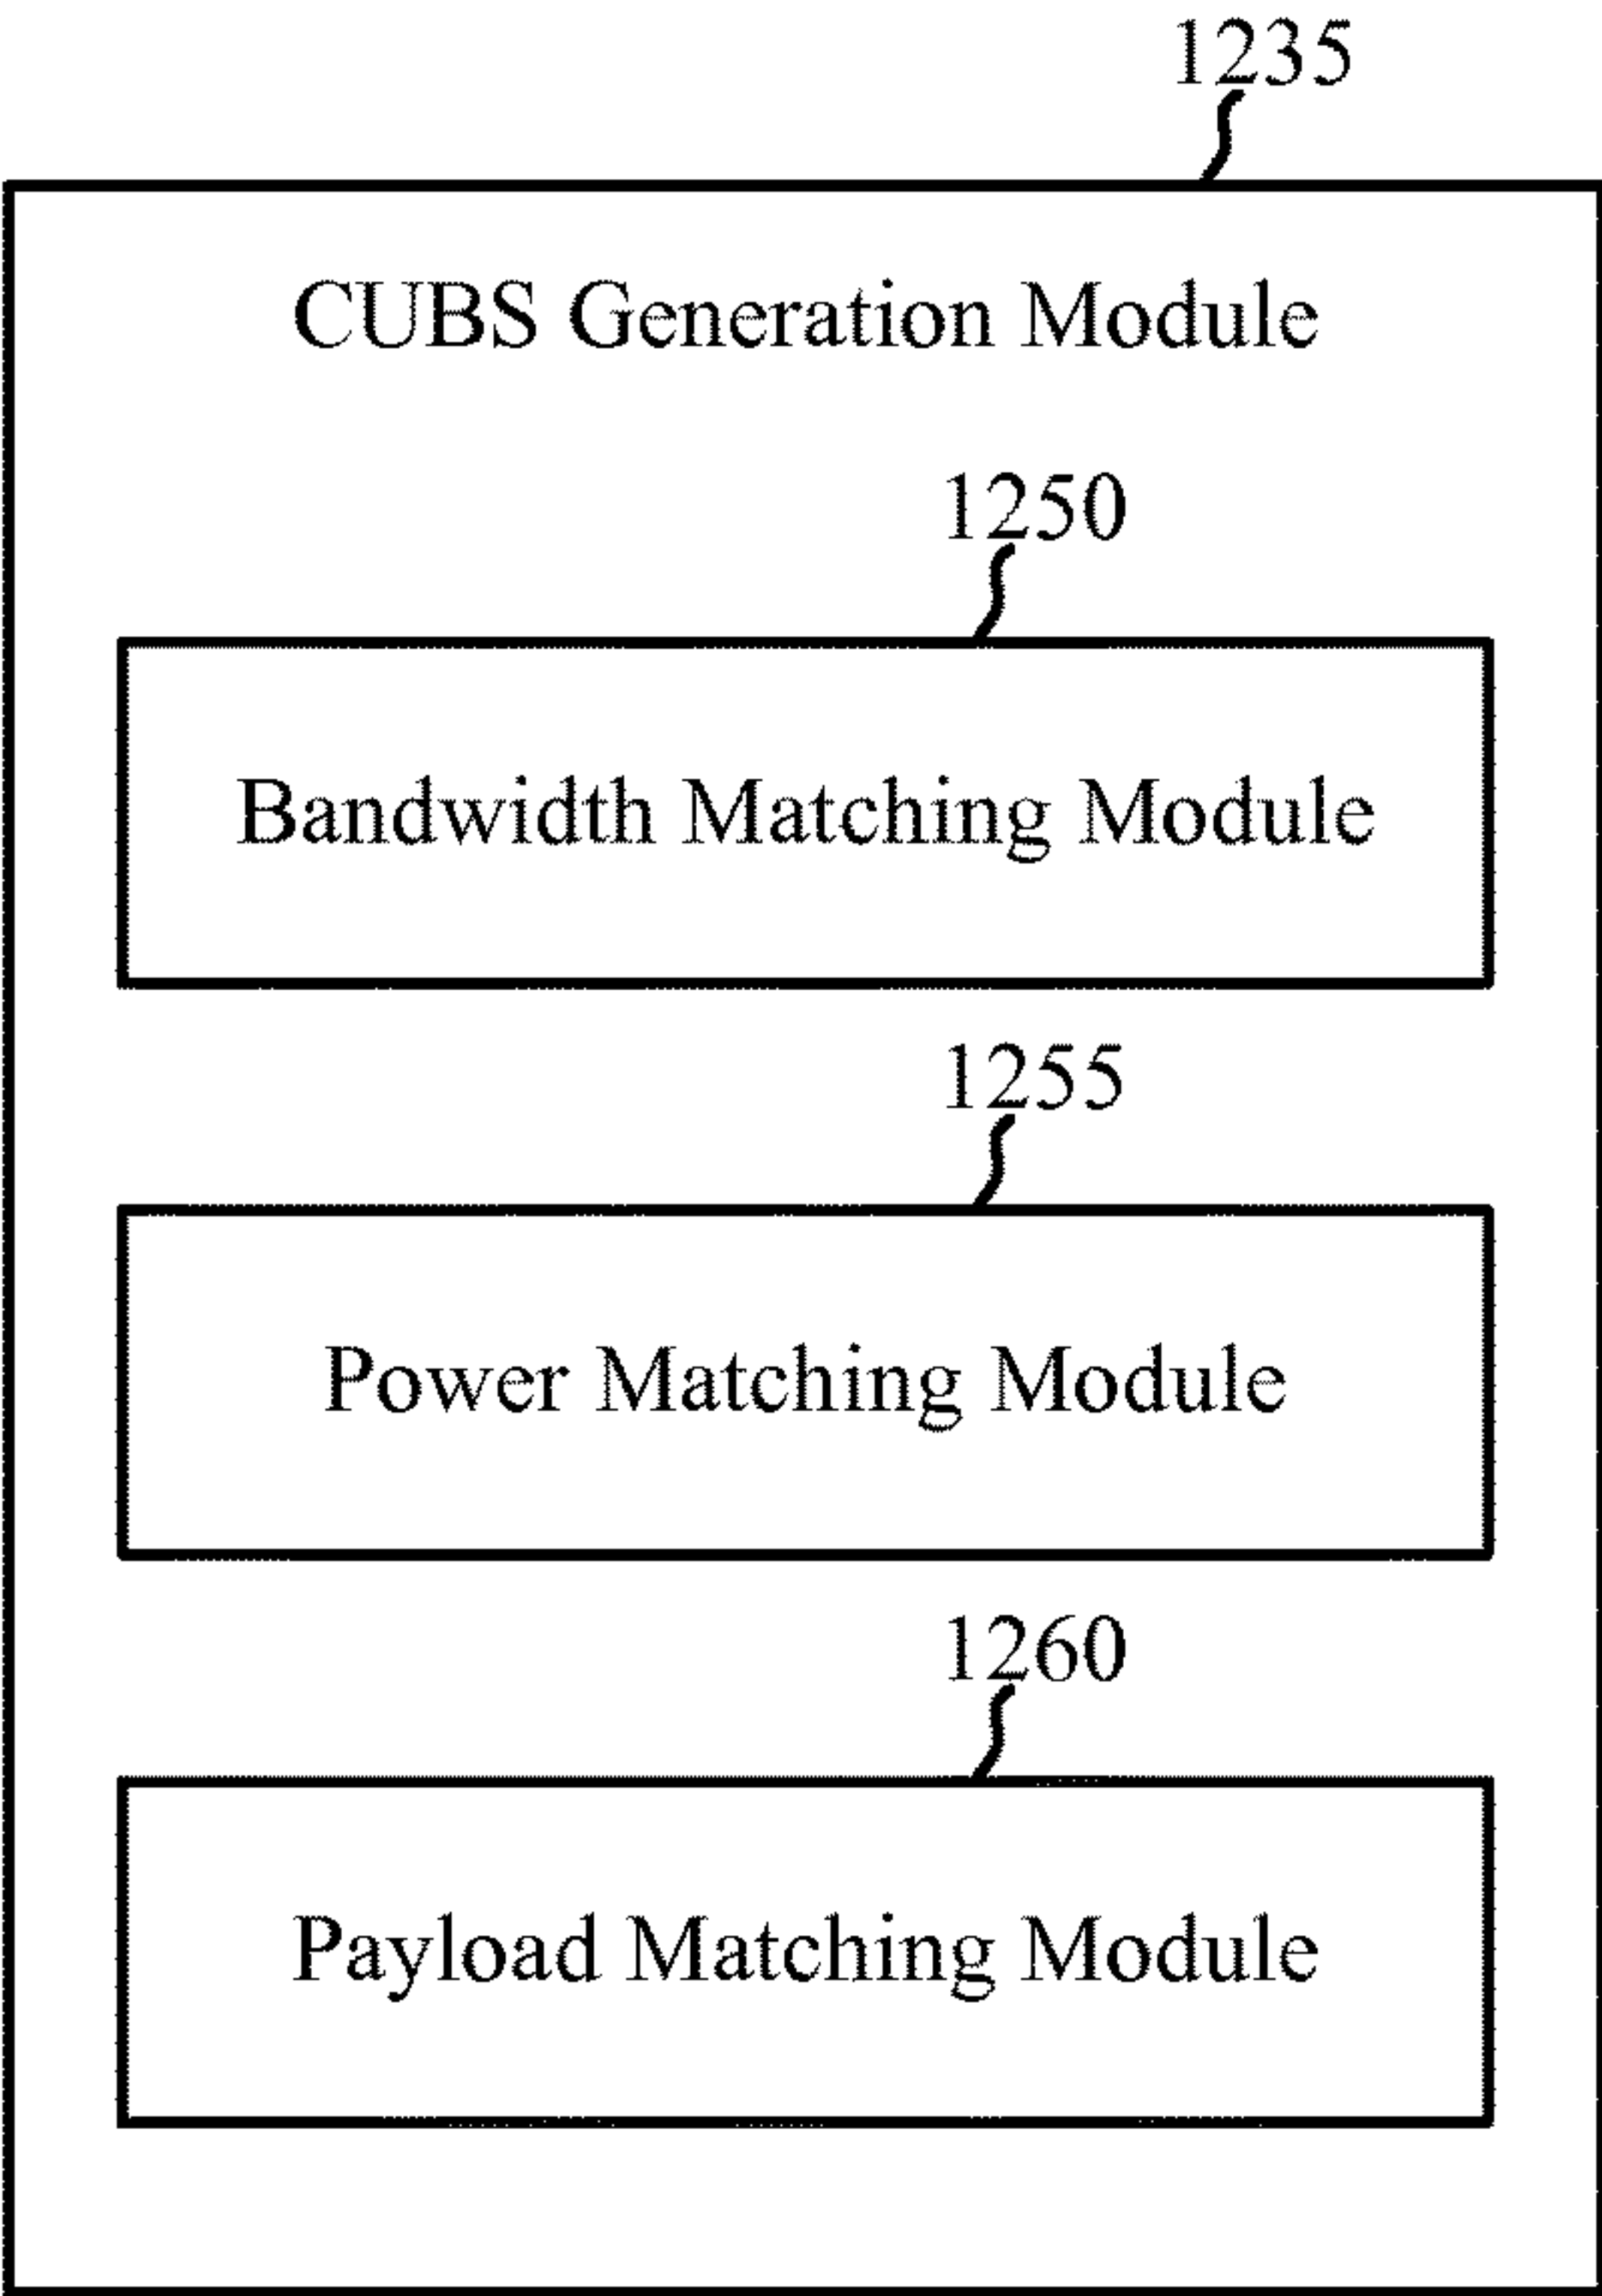 1235
CUBS Generation Module
1250
Bandwidth Matching Module
1255
Power Matching Module
1260
Payload Matching Module